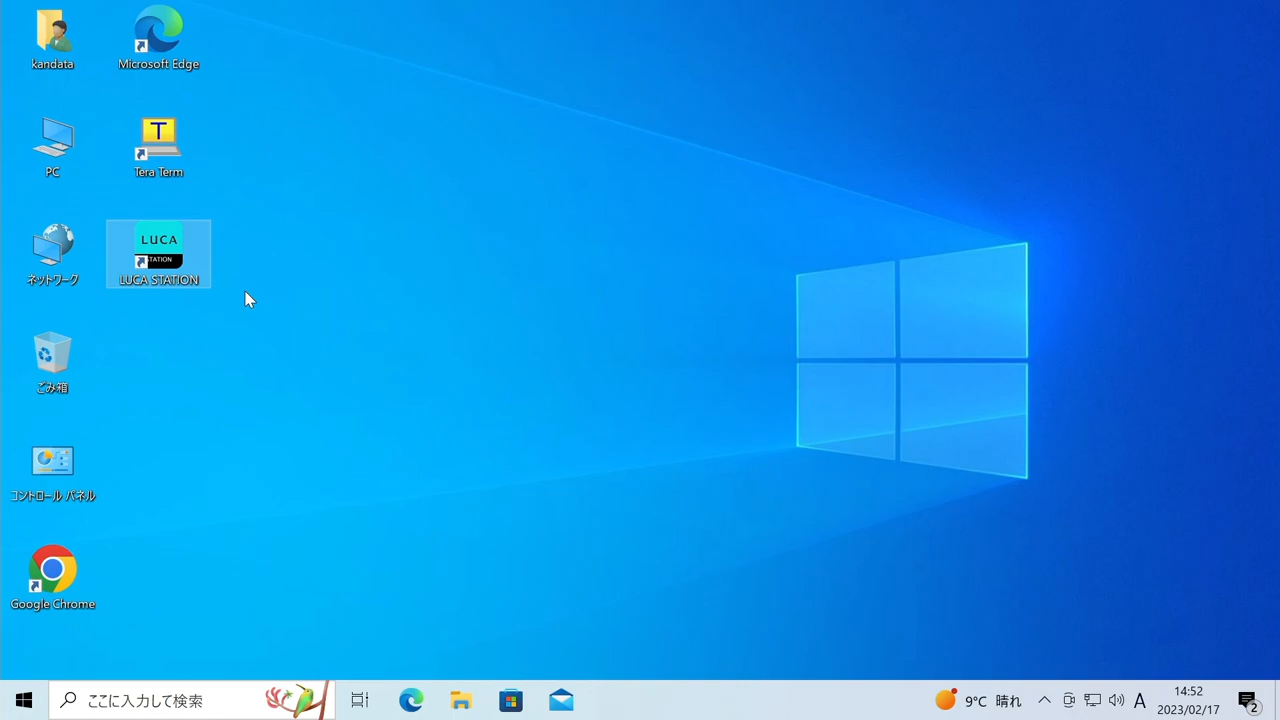 kandata
Microsoft Edge
PC
T
Tera Term
ネットワーク
LUCA
STATION
LUCA STATION
ごみ箱
コントロール パネル
Google Chrome
ここに入力して検索
9°C 晴れ
A
14:52
2023/02/17
2